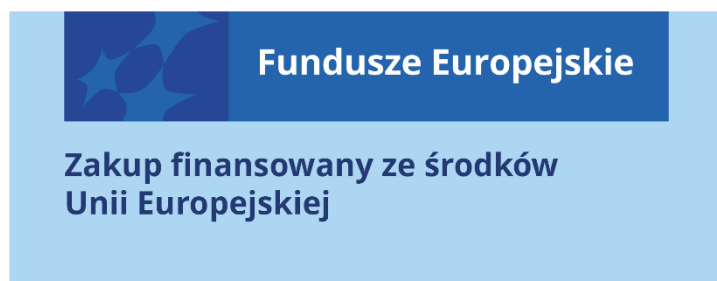 Fundusze Europejskie
Zakup finansowany ze środków
Unii Europejskiej